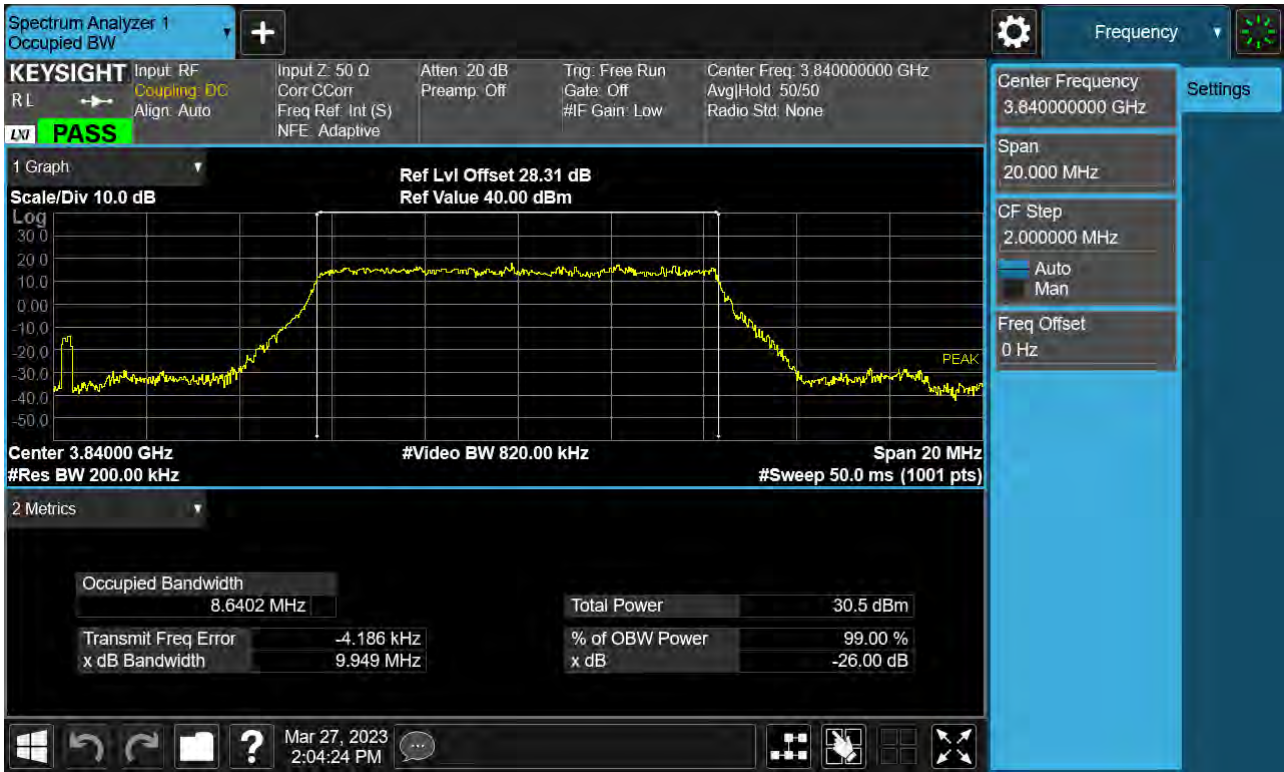 Spectrum Analyzer 1
Occupied BW
+
Frequency
KEYSIGHT
RL
LXI
PASS
Input: RF
Coupling: DC
Align: Auto
Input Z: 50 Ω
Corr CCorr
Freq Ref: Int (S)
NFE: Adaptive
Atten: 20 dB
Preamp: Off
Trig: Free Run
Gate: Off
#IF Gain: Low
Center Freq: 3.840000000 GHz
Avg|Hold: 50/50
Radio Std: None
Center Frequency
3.840000000 GHz
Settings
Span
20.000 MHz
CF Step
2.000000 MHz
Auto
Man
Freq Offset
0 Hz
1 Graph
Scale/Div 10.0 dB
Ref Lvl Offset 28.31 dB
Ref Value 40.00 dBm
Log
30.0
20.0
10.0
0.00
-10.0
-20.0
-30.0
-40.0
-50.0
PEAK
Center 3.84000 GHz
#Video BW 820.00 kHz
Span 20 MHz
#Res BW 200.00 kHz
#Sweep 50.0 ms (1001 pts)
2 Metrics
Occupied Bandwidth
8.6402 MHz
Total Power 30.5 dBm
Transmit Freq Error -4.186 kHz
% of OBW Power 99.00 %
x dB Bandwidth 9.949 MHz
x dB -26.00 dB
?
Mar 27, 2023
2:04:24 PM